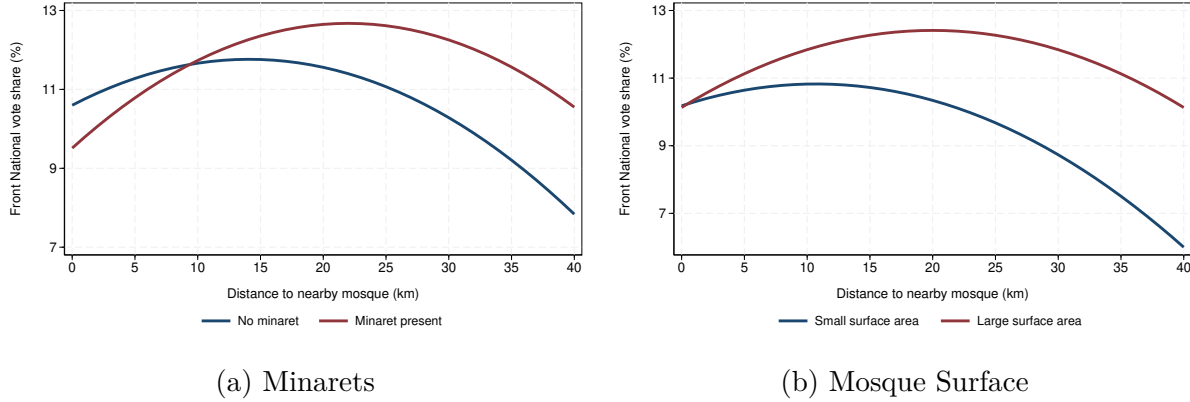 Front National vote share (%)
13
11
9
7
0 5 10 15 20 25 30 35 40
Distance to nearby mosque (km)
No minaret Minaret present
(a) Minarets
Front National vote share (%)
13
11
9
7
0 5 10 15 20 25 30 35 40
Distance to nearby mosque (km)
Small surface area Large surface area
(b) Mosque Surface